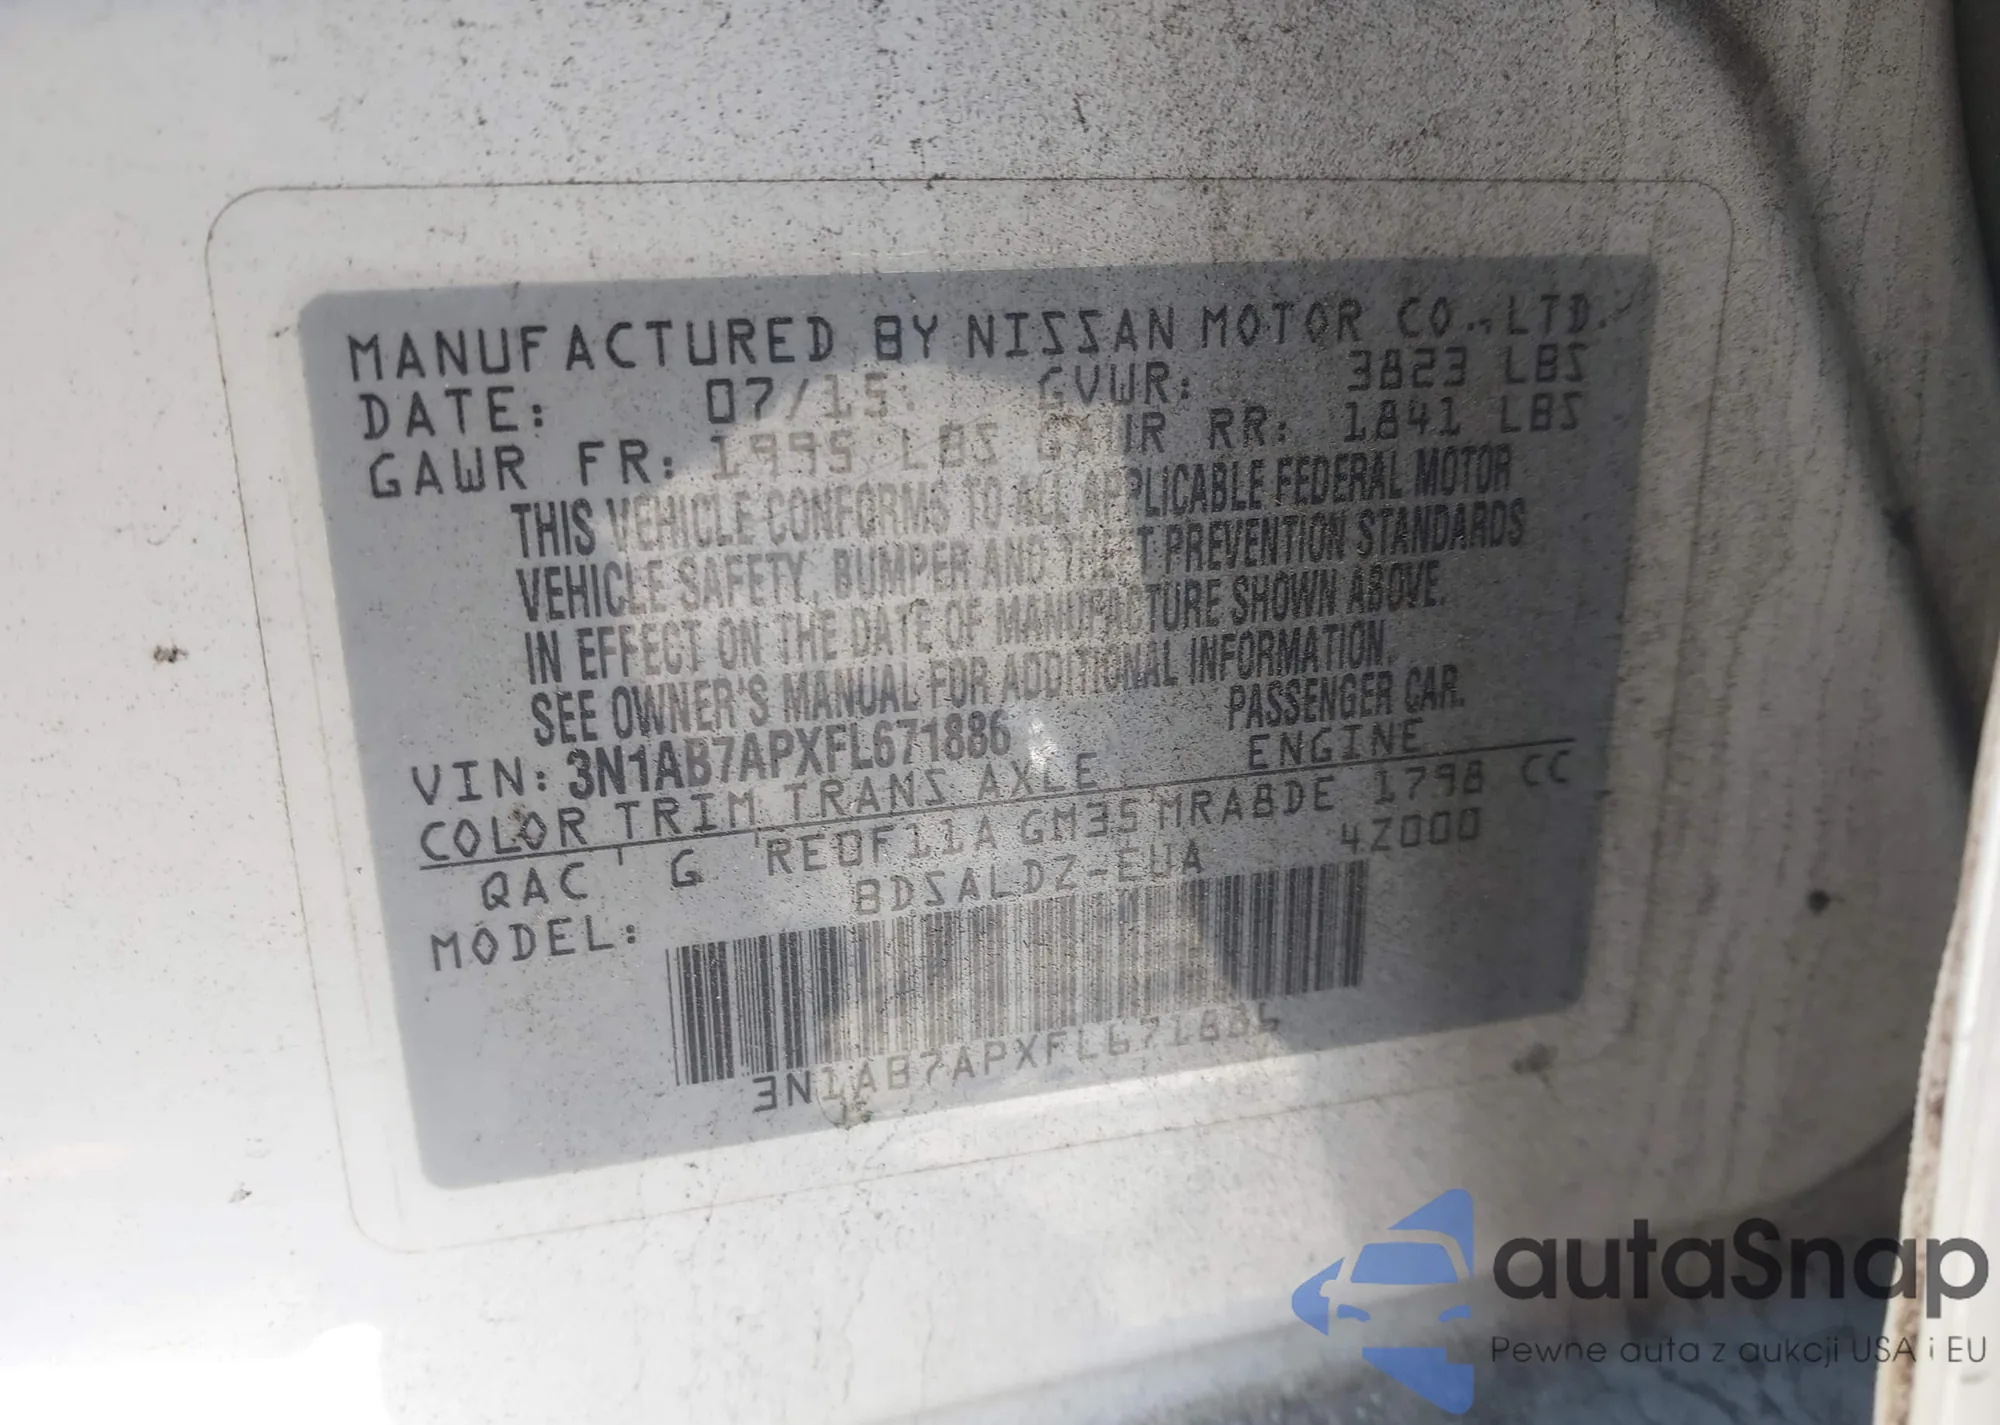 MANUFACTURED BY NISSAN MOTOR CO., LTD.
DATE: 07/15 GVWR: 3823 LBS
GAWR FR: 1995 LBS GAWR RR: 1841 LBS
THIS VEHICLE CONFORMS TO ALL APPLICABLE FEDERAL MOTOR
VEHICLE SAFETY, BUMPER AND THEFT PREVENTION STANDARDS
IN EFFECT ON THE DATE OF MANUFACTURE SHOWN ABOVE.
SEE OWNER'S MANUAL FOR ADDITIONAL INFORMATION.
PASSENGER CAR.
VIN: 3N1AB7APXFL671886
COLOR TRIM TRANS AXLE ENGINE
QAC G RE0F11A GM35 MRA8DE 1798 CC
MODEL: BDSALDZ-EUA 4Z000
3N1AB7APXFL671886
autaSnap
Pewne auta z aukcji USA i EU